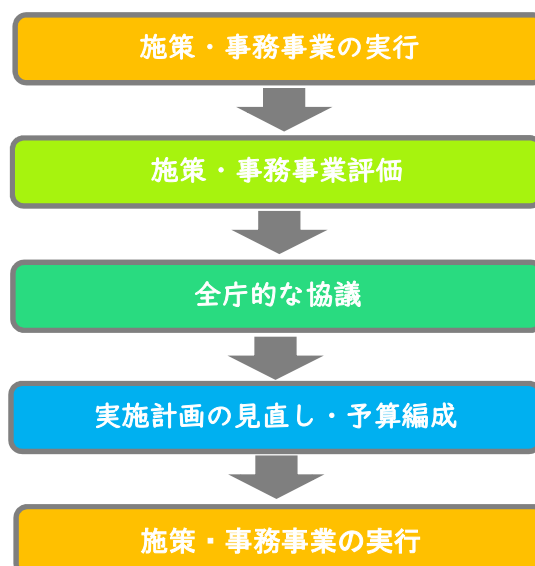 施策・事務事業の実行
施策・事務事業評価
全庁的な協議
実施計画の見直し・予算編成
施策・事務事業の実行